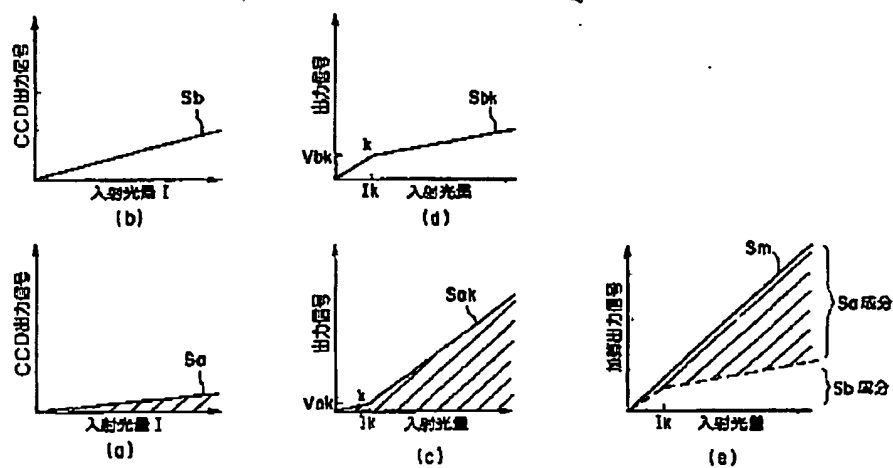 CCD出力信号
Sb
入射光量 I
(b)
出力信号
Sbk
k
Vbk
Ik
入射光量
(d)
CCD出力信号
Sa
入射光量 I
(a)
出力信号
Sak
k
Vak
Ik
入射光量
(c)
加算出力信号
Sm
Sa成分
Sb成分
Ik
入射光量
(e)